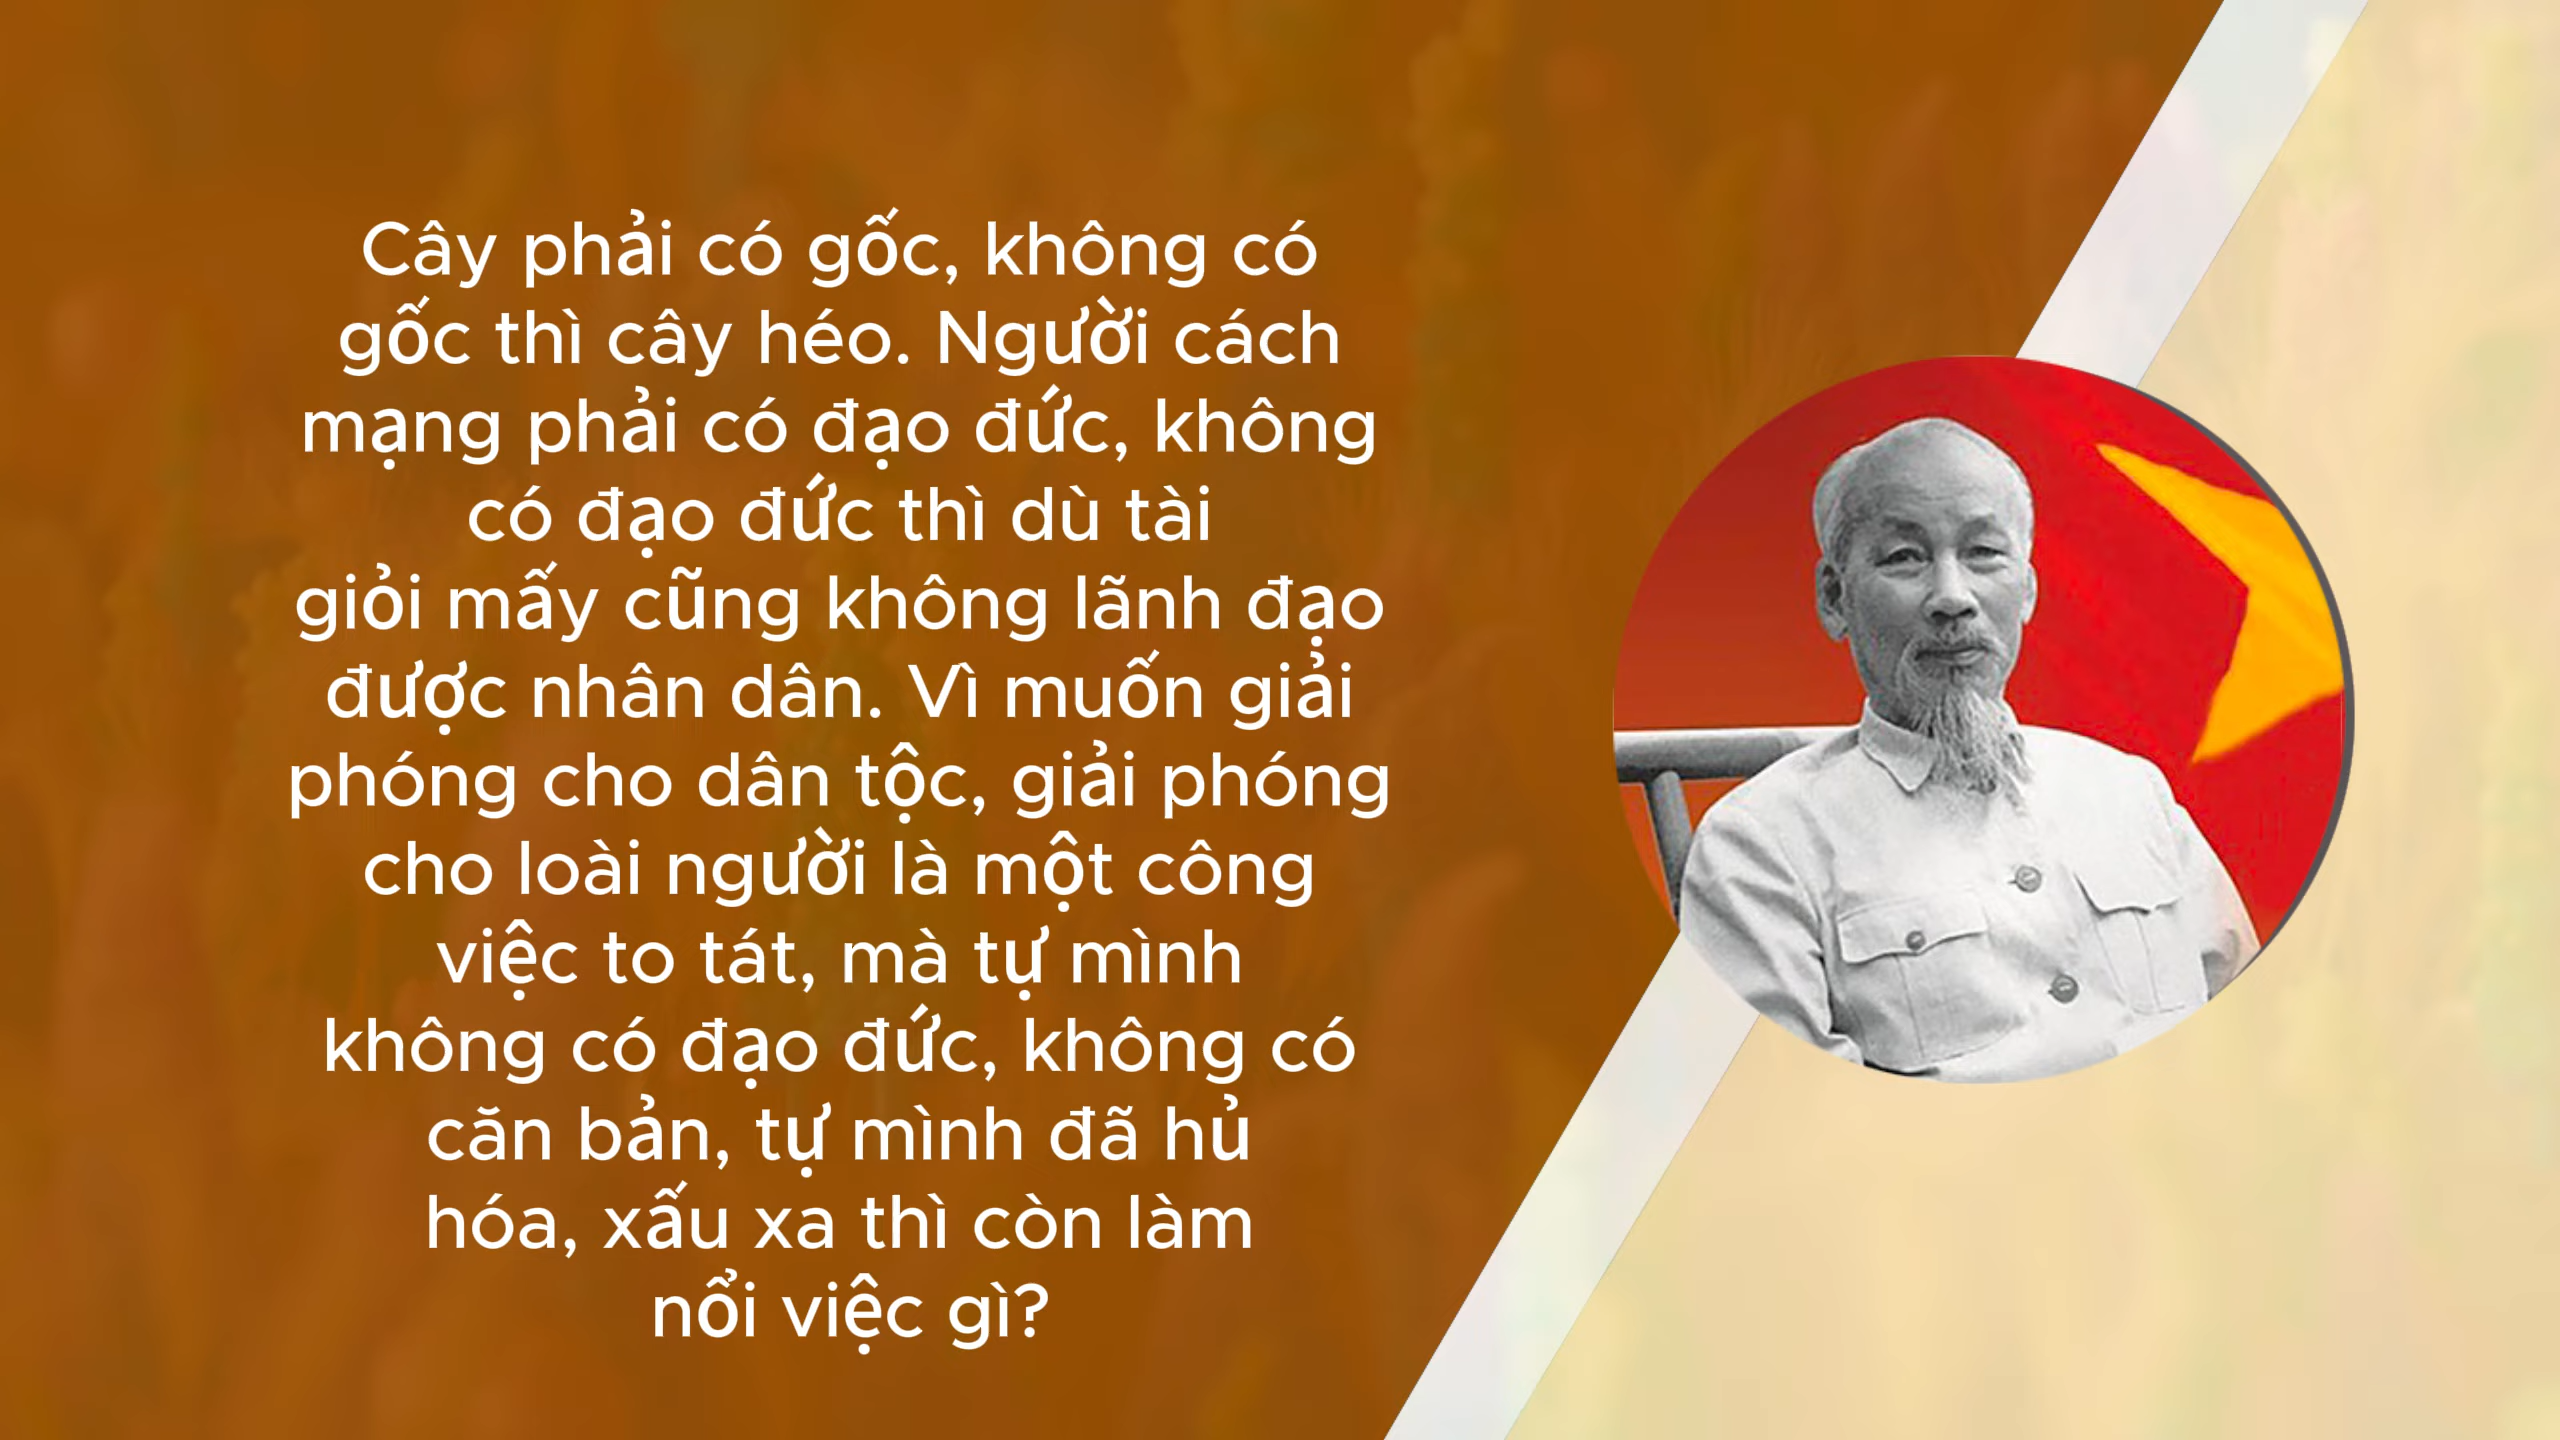 Cây phải có gốc, không có
gốc thì cây héo. Người cách
mạng phải có đạo đức, không
có đạo đức thì dù tài
giỏi mấy cũng không lãnh đạo
được nhân dân. Vì muốn giải
phóng cho dân tộc, giải phóng
cho loài người là một công
việc to tát, mà tự mình
không có đạo đức, không có
căn bản, tự mình đã hủ
hóa, xấu xa thì còn làm
nổi việc gì?